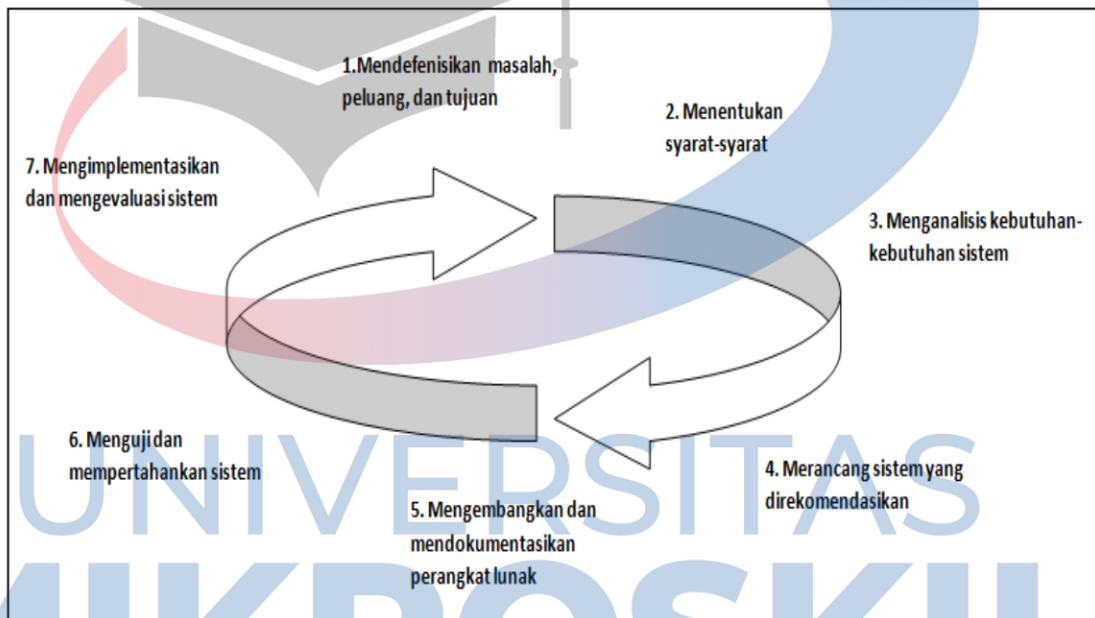 1.Mendefenisikan masalah,
peluang, dan tujuan
2. Menentukan
syarat-syarat
3. Menganalisis kebutuhan-
kebutuhan sistem
4. Merancang sistem yang
direkomendasikan
5. Mengembangkan dan
mendokumentasikan
perangkat lunak
6. Menguji dan
mempertahankan sistem
7. Mengimplementasikan
dan mengevaluasi sistem
UNIVERSITAS
MIKROSKIL